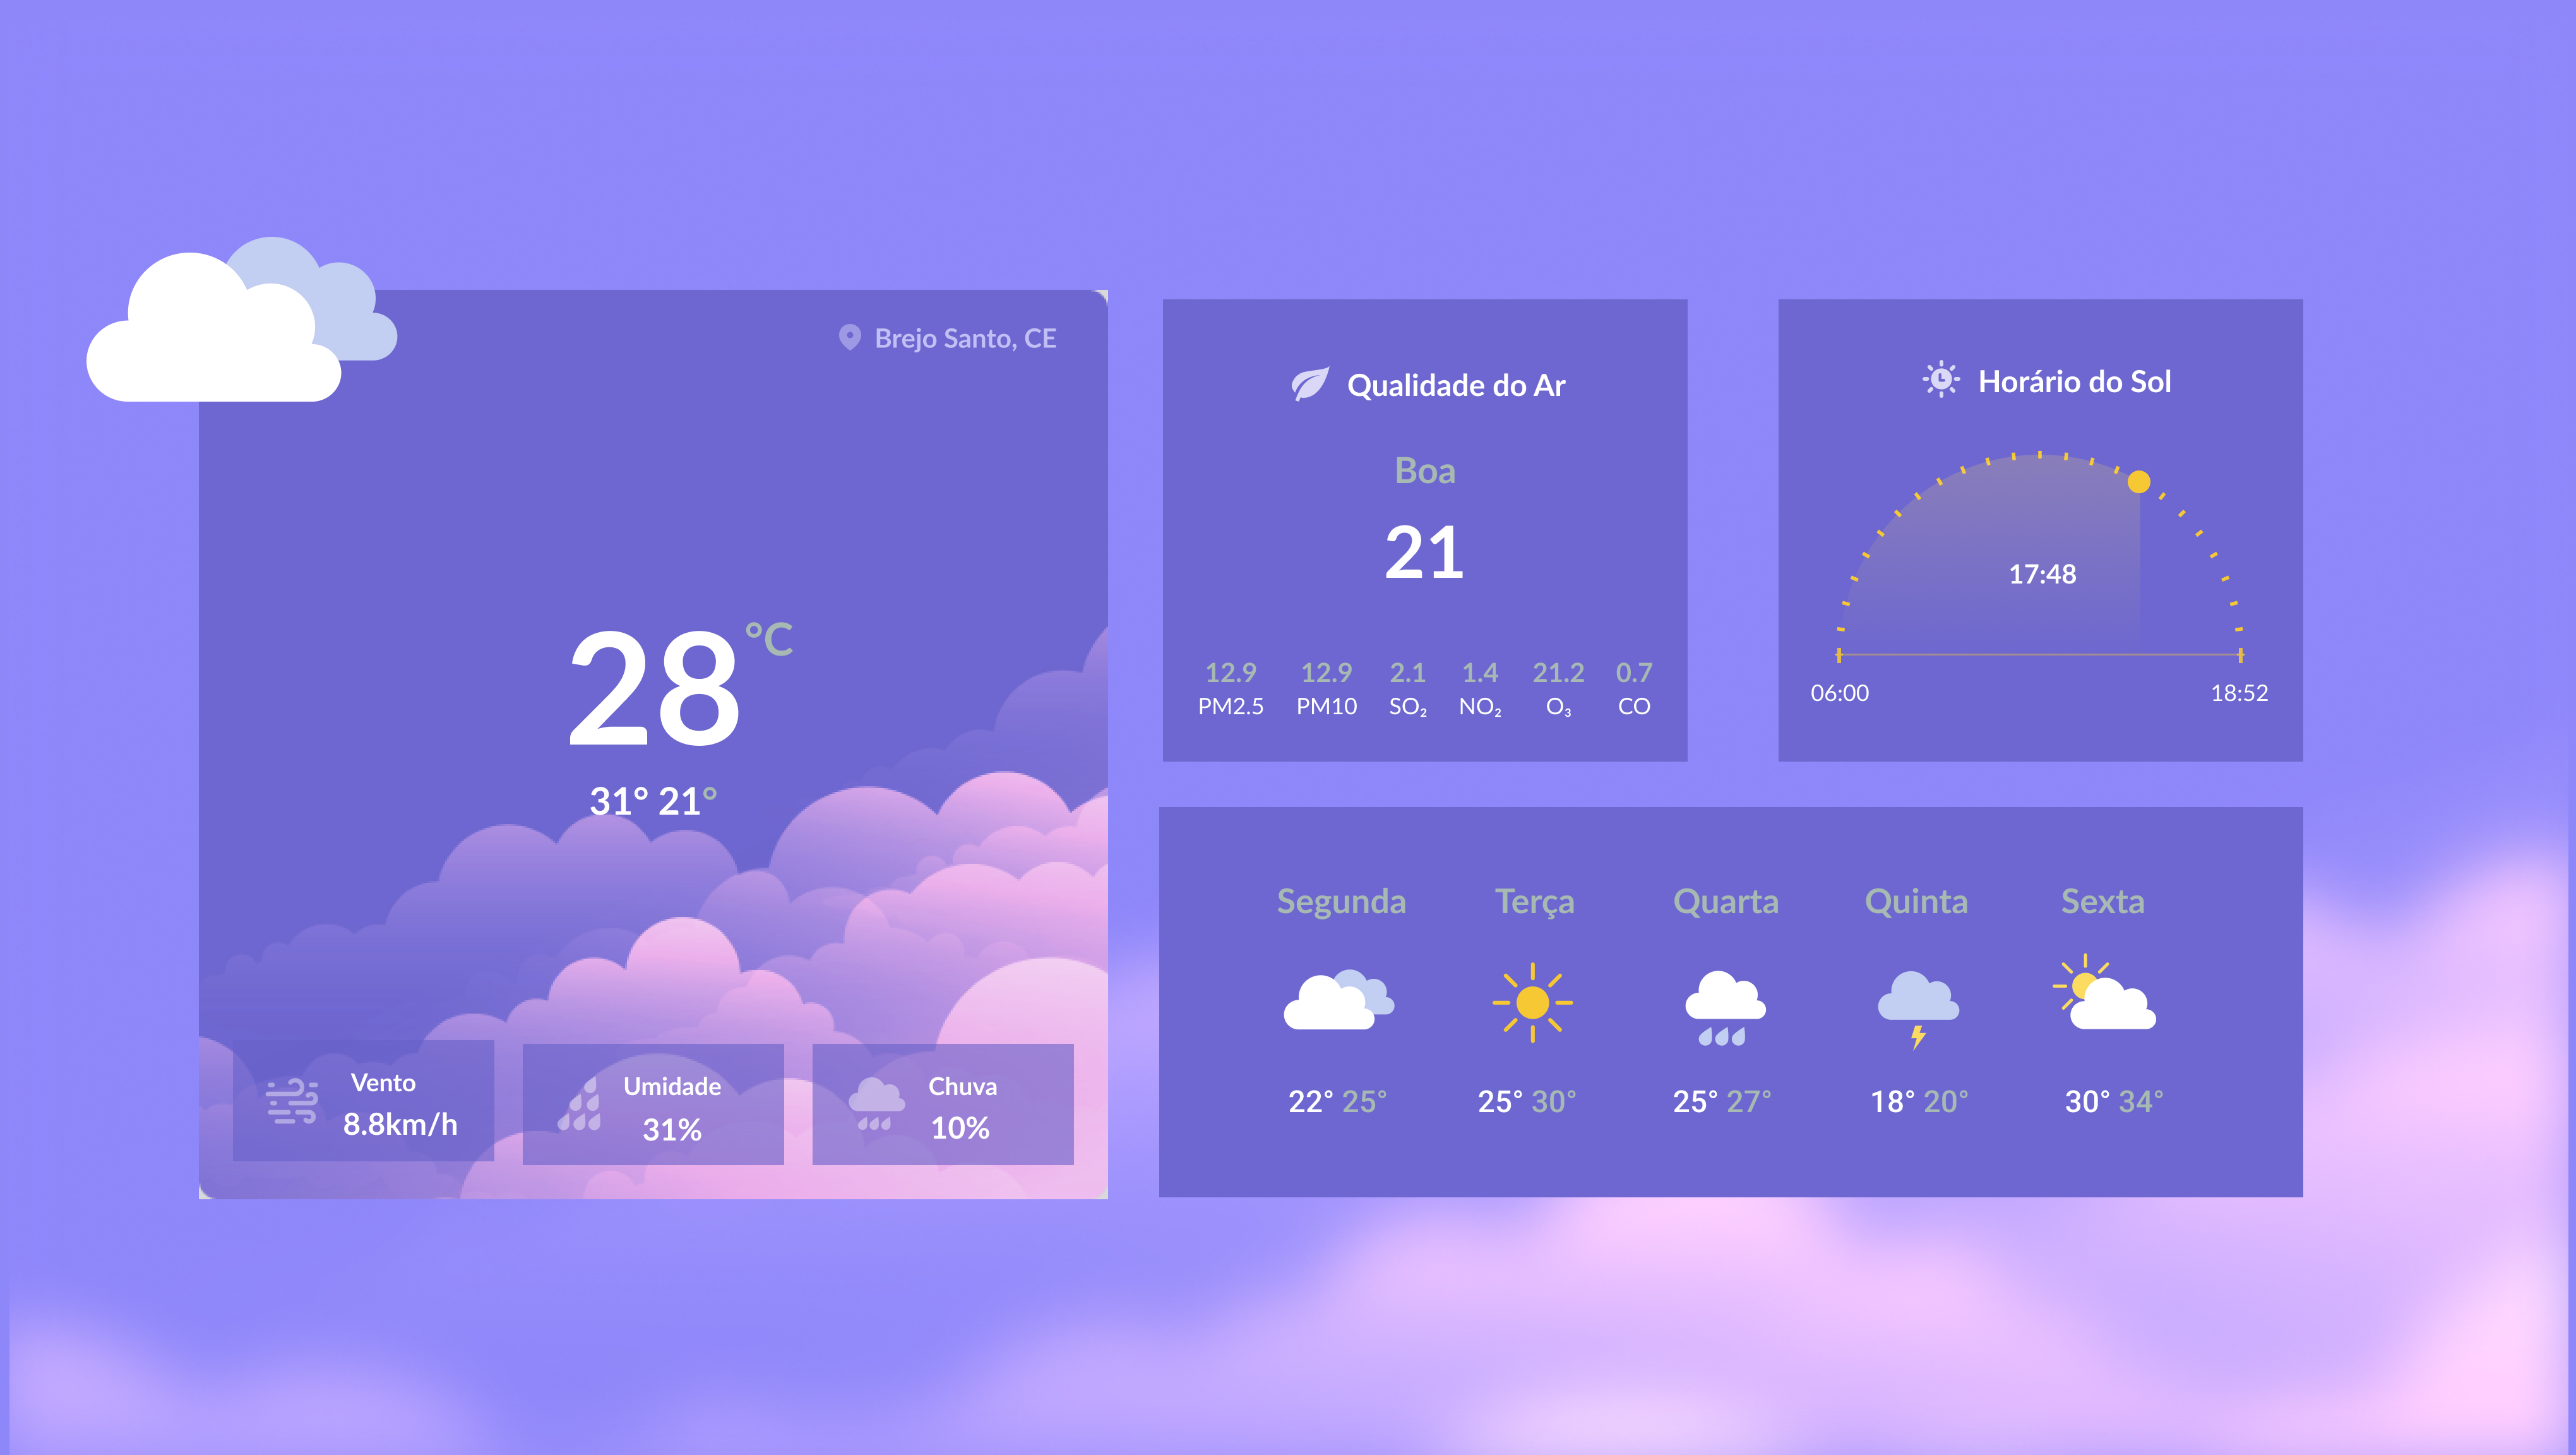 Brejo Santo, CE
28 °C
31° 21°
Vento
8.8km/h
Umidade
31%
Chuva
10%
Qualidade do Ar
Boa
21
12.9 12.9 2.1 1.4 21.2 0.7
PM2.5 PM10 SO₂ NO₂ O₃ CO
Horário do Sol
17:48
06:00 18:52
Segunda Terça Quarta Quinta Sexta
22° 25° 25° 30° 25° 27° 18° 20° 30° 34°